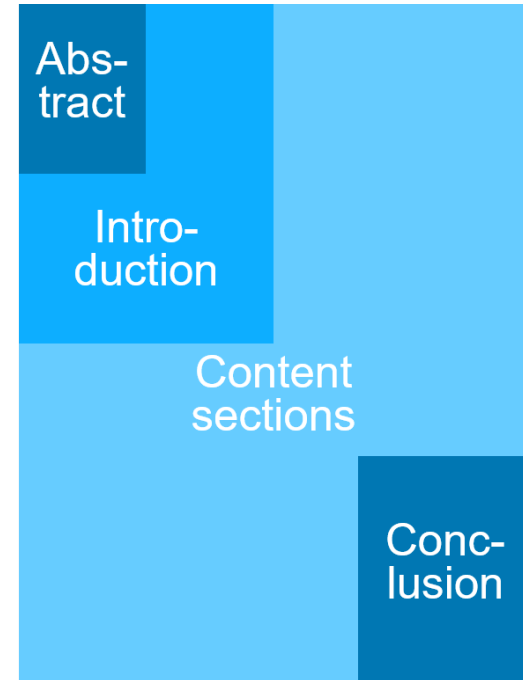 Abs-
tract
Intro-
duction
Content
sections
Conc-
lusion